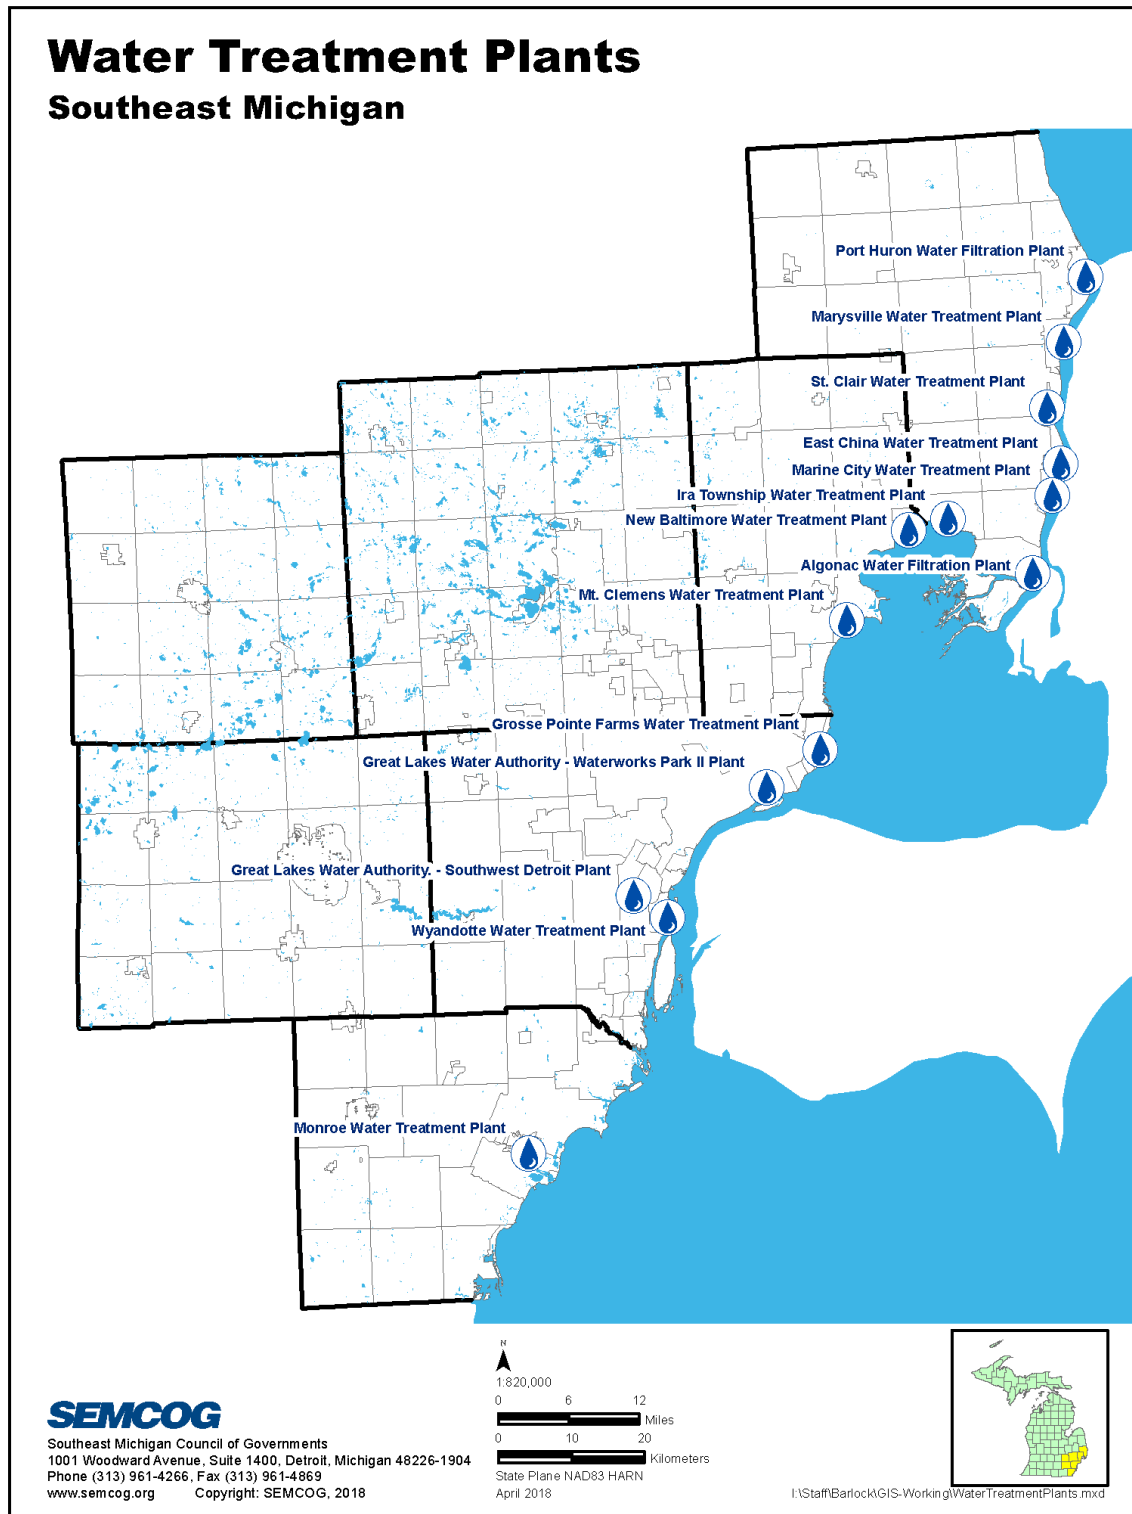 Water Treatment Plants
Southeast Michigan
Port Huron Water Filtration Plant
Marysville Water Treatment Plant
St. Clair Water Treatment Plant
East China Water Treatment Plant
Marine City Water Treatment Plant
Ira Township Water Treatment Plant
New Baltimore Water Treatment Plant
Algonac Water Filtration Plant
Mt. Clemens Water Treatment Plant
Grosse Pointe Farms Water Treatment Plant
Great Lakes Water Authority - Waterworks Park II Plant
Great Lakes Water Authority. - Southwest Detroit Plant
Wyandotte Water Treatment Plant
Monroe Water Treatment Plant
N
1:820,000
0 6 12
Miles
0 10 20
Kilometers
State Plane NAD83 HARN
April 2018
SEMCOG
Southeast Michigan Council of Governments
1001 Woodward Avenue, Suite 1400, Detroit, Michigan 48226-1904
Phone (313) 961-4266, Fax (313) 961-4869
www.semcog.org Copyright: SEMCOG, 2018
I:\Staff\Barlock\GIS-Working\WaterTreatmentPlants.mxd